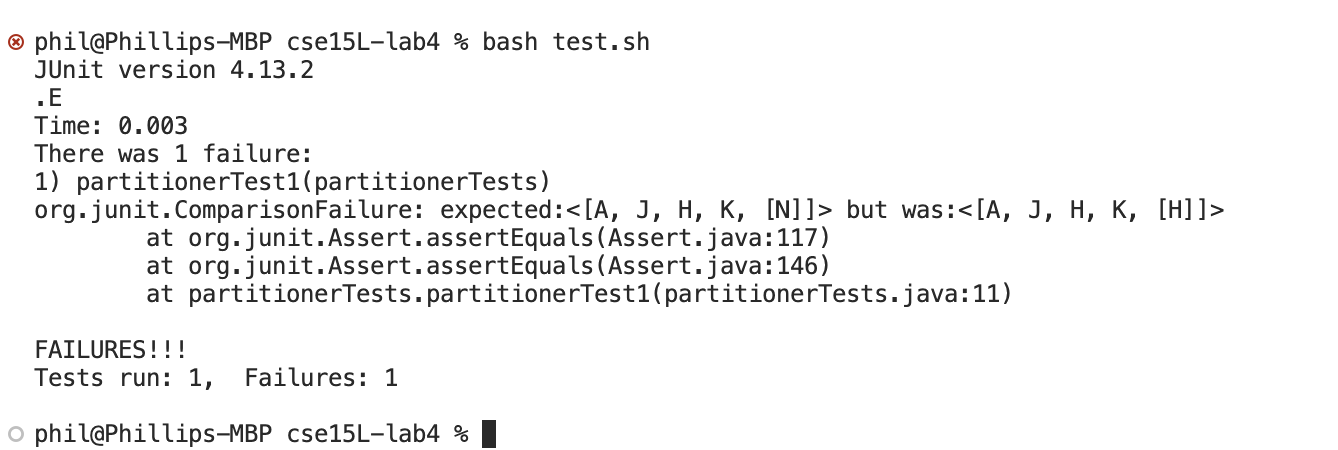 phil@Phillips-MBP cse15L-lab4 % bash test.sh
JUnit version 4.13.2
.E
Time: 0.003
There was 1 failure:
1) partitionerTest1(partitionerTests)
org.junit.ComparisonFailure: expected:<[A, J, H, K, [N]]> but was:<[A, J, H, K, [H]]>
        at org.junit.Assert.assertEquals(Assert.java:117)
        at org.junit.Assert.assertEquals(Assert.java:146)
        at partitionerTests.partitionerTest1(partitionerTests.java:11)
FAILURES!!!
Tests run: 1,  Failures: 1
phil@Phillips-MBP cse15L-lab4 %